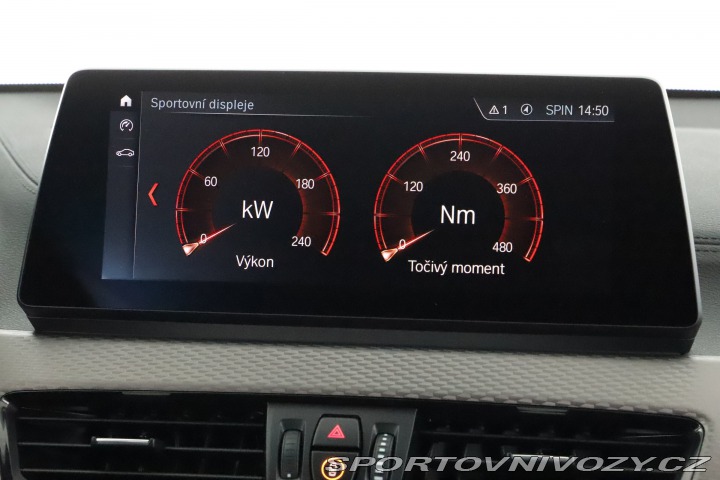 Sportovní displeje
1 SPIN 14:50
0 60 120 180 240
kW
Výkon
0 120 240 360 480
Nm
Točivý moment
SPORTOVNIVOZY.CZ